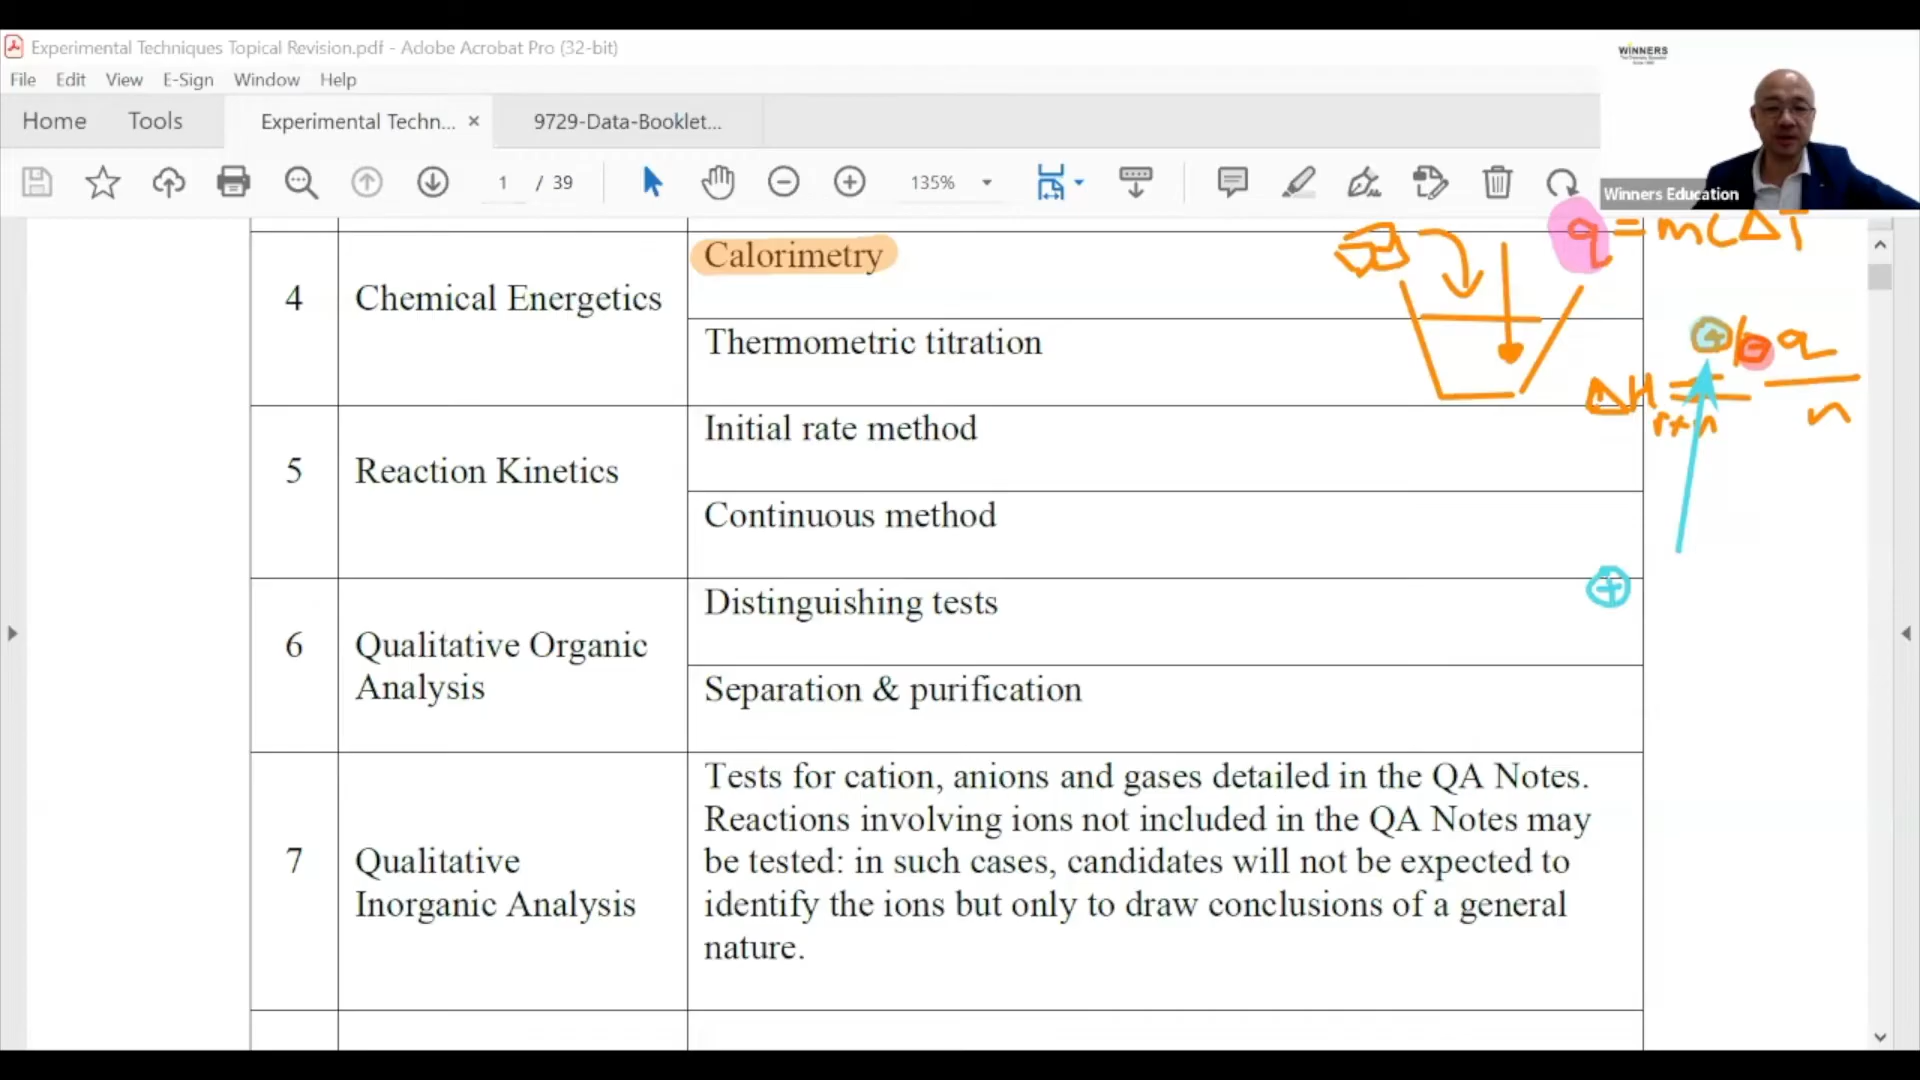 Experimental Techniques Topical Revision.pdf - Adobe Acrobat Pro (32-bit)
WINNERS
File Edit View E-Sign Window Help
Home Tools Experimental Techn... × 9729-Data-Booklet...
1 / 39 135%
Winners Education
q = mcΔT
4 Chemical Energetics
Calorimetry
Thermometric titration
⊕/⊖ q
ΔH rxn = n
5 Reaction Kinetics
Initial rate method
Continuous method
⊕
6 Qualitative Organic
Analysis
Distinguishing tests
Separation & purification
7 Qualitative
Inorganic Analysis
Tests for cation, anions and gases detailed in the QA Notes.
Reactions involving ions not included in the QA Notes may
be tested: in such cases, candidates will not be expected to
identify the ions but only to draw conclusions of a general
nature.